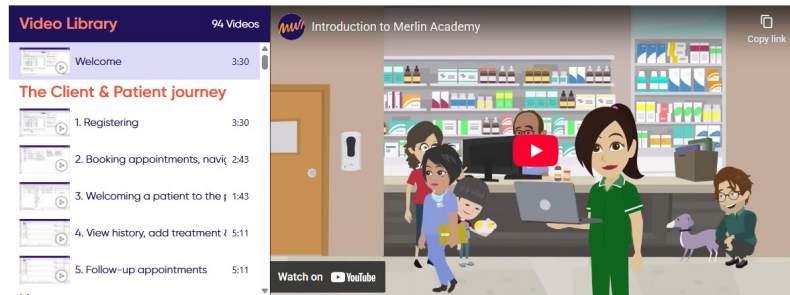 Video Library
94 Videos
Welcome
3:30
The Client & Patient journey
1. Registering
3:30
2. Booking appointments, navig
2:43
3. Welcoming a patient to the p
1:43
4. View history, add treatment &
5:11
5. Follow-up appointments
5:11
Introduction to Merlin Academy
Copy link
Watch on YouTube